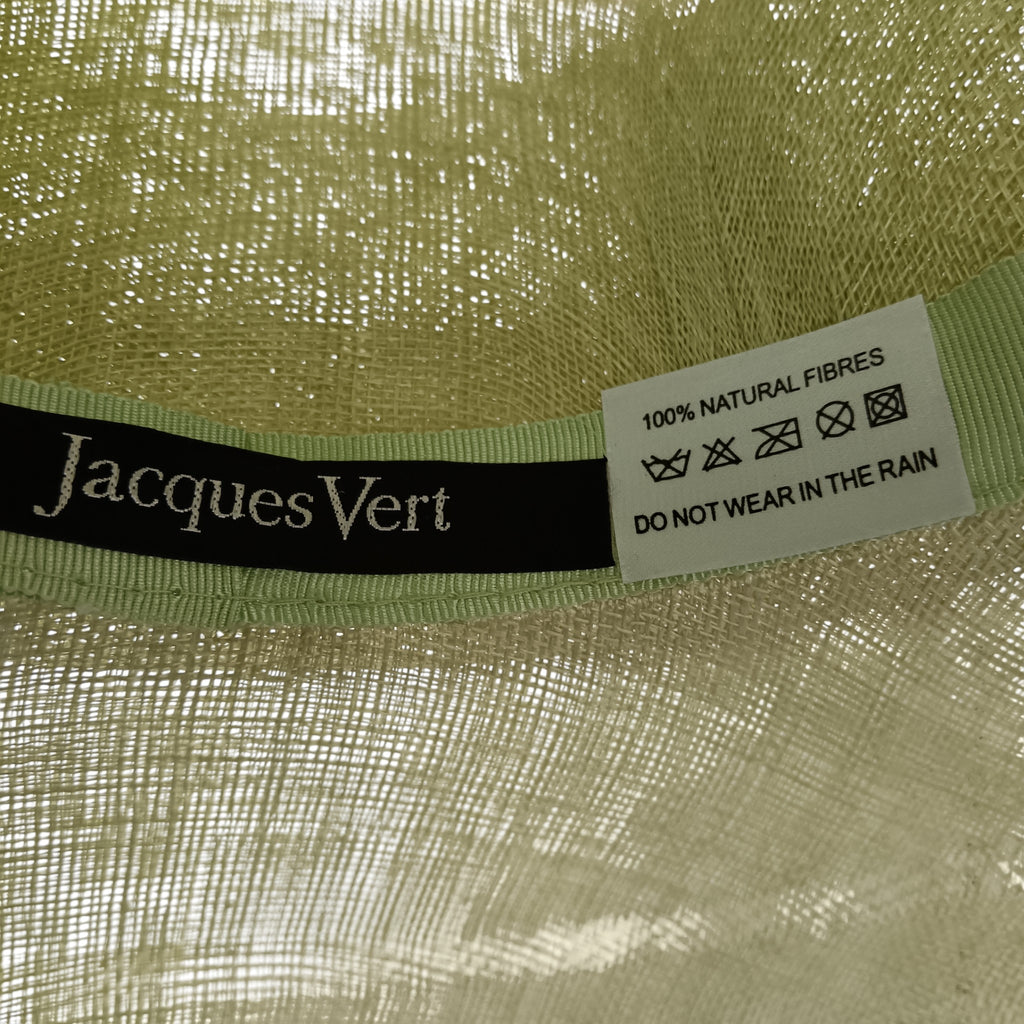 Jacques Vert
100% NATURAL FIBRES
DO NOT WEAR IN THE RAIN